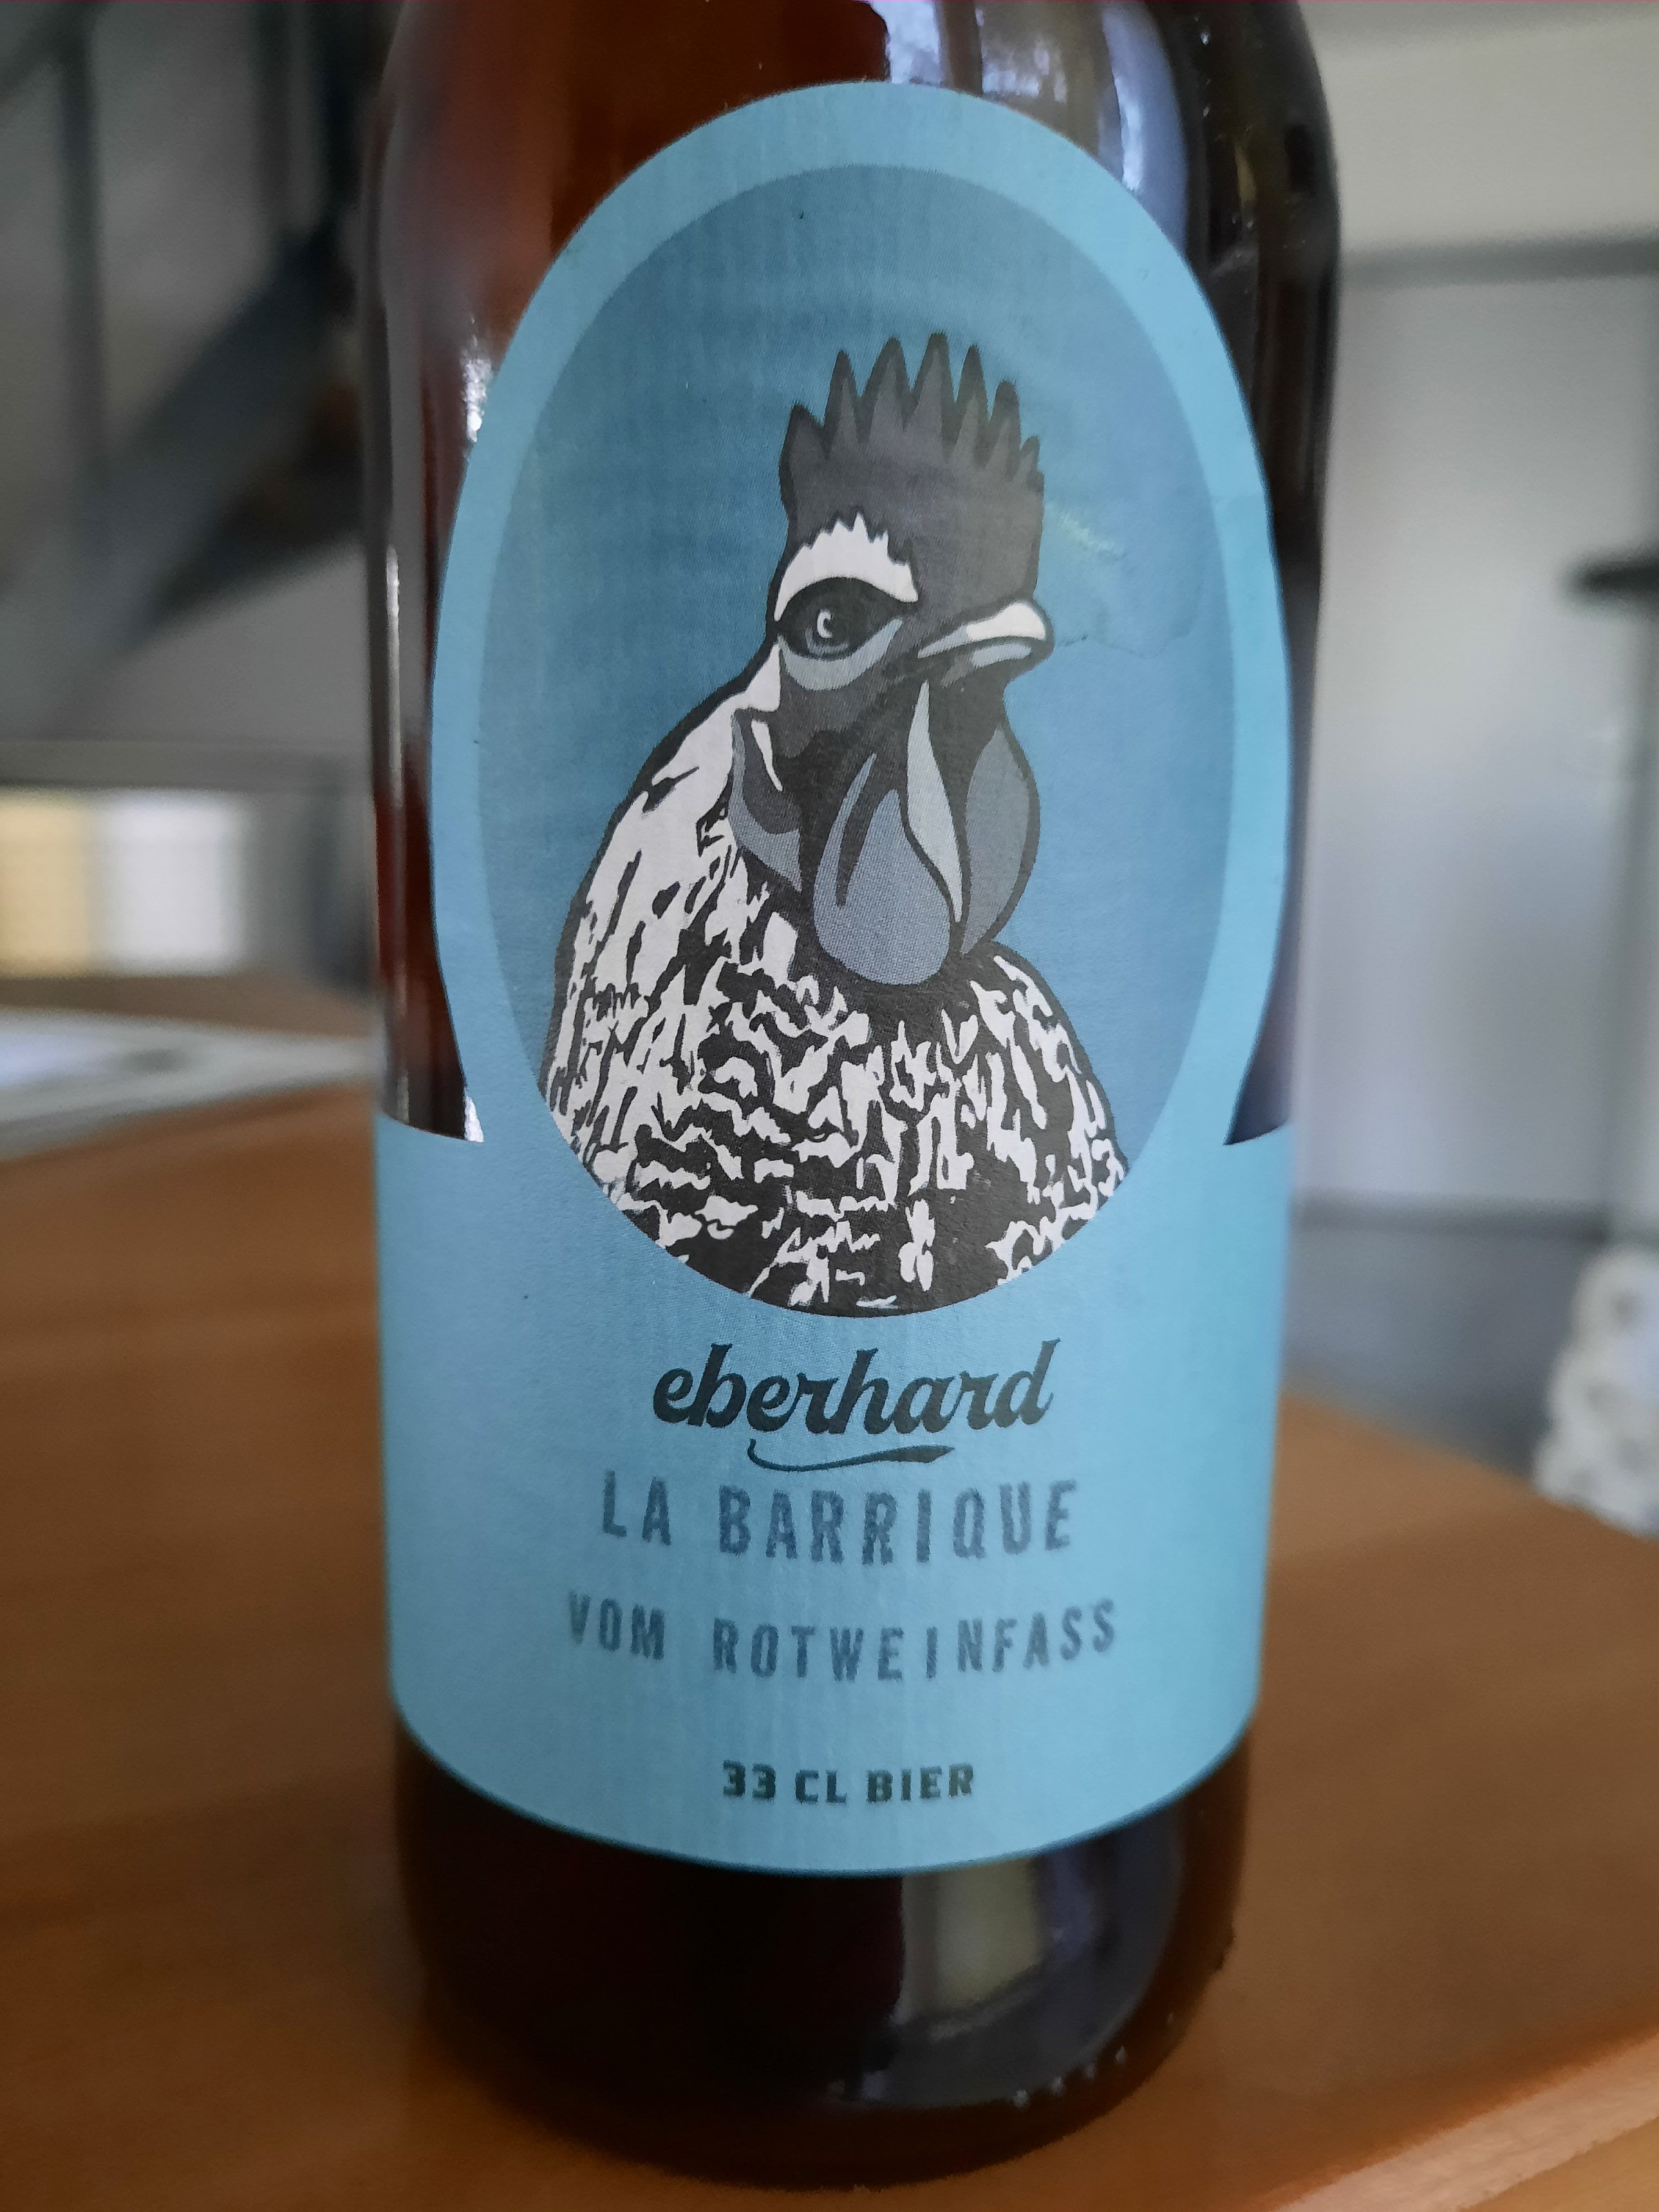 eberhard
LA BARRIQUE
VOM ROTWEINFASS
33 CL BIER